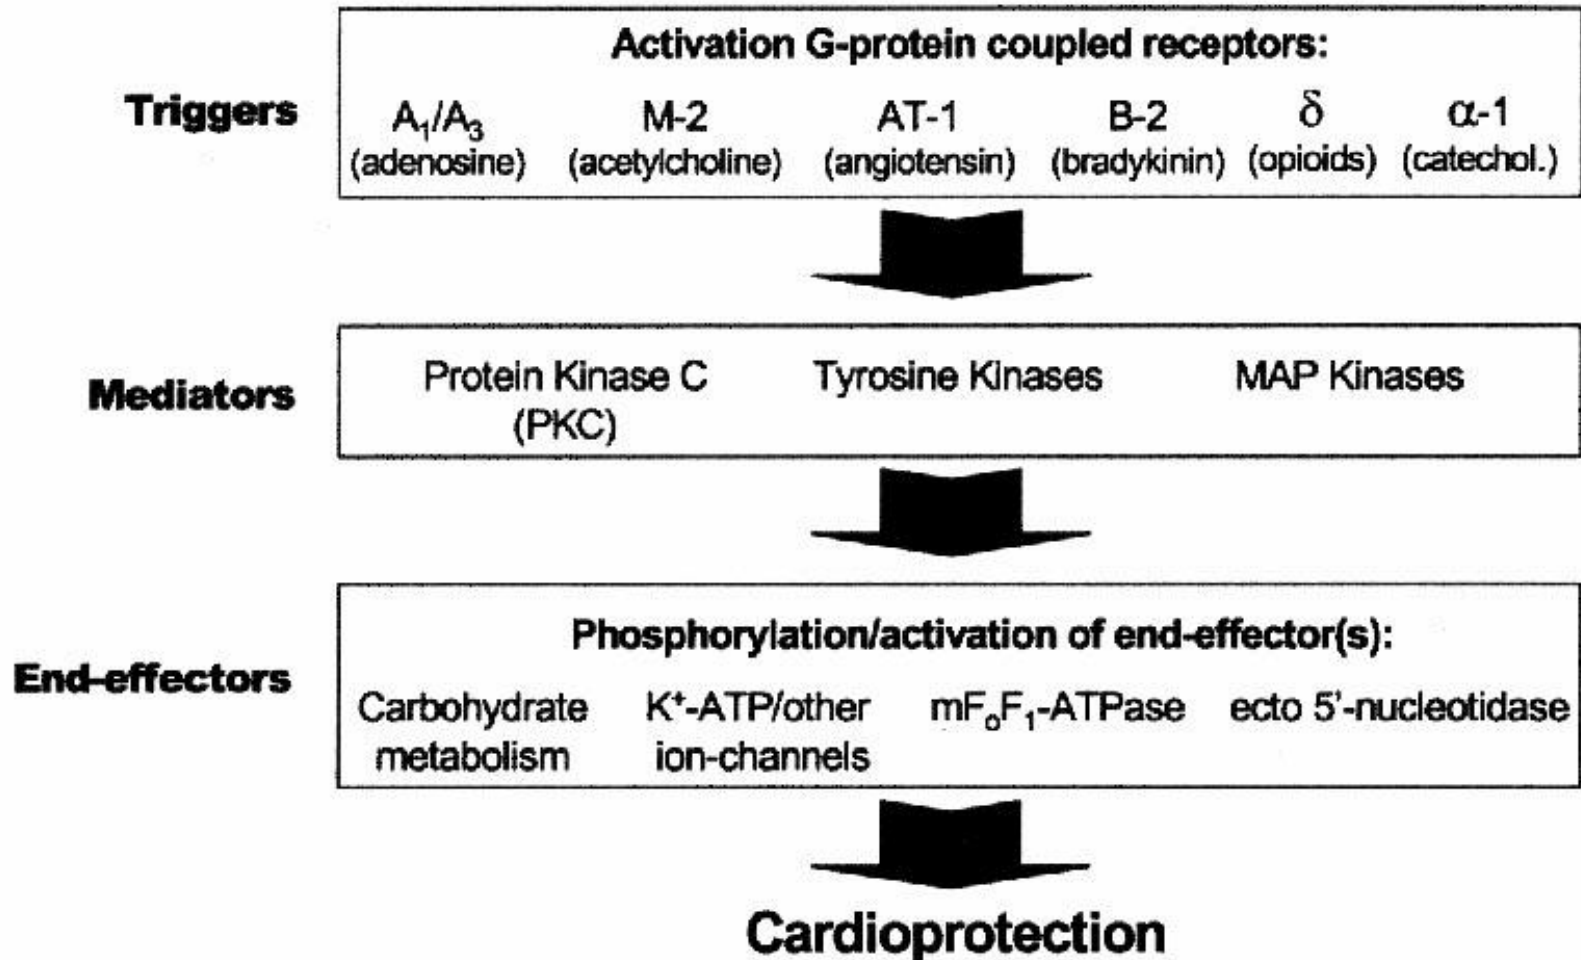 Activation G-protein coupled receptors:
Triggers
A₁/A₃ M-2 AT-1 B-2 δ α-1
(adenosine) (acetylcholine) (angiotensin) (bradykinin) (opioids) (catechol.)
Mediators
Protein Kinase C Tyrosine Kinases MAP Kinases
(PKC)
Phosphorylation/activation of end-effector(s):
End-effectors
Carbohydrate K⁺-ATP/other mF₀F₁-ATPase ecto 5'-nucleotidase
metabolism ion-channels
Cardioprotection